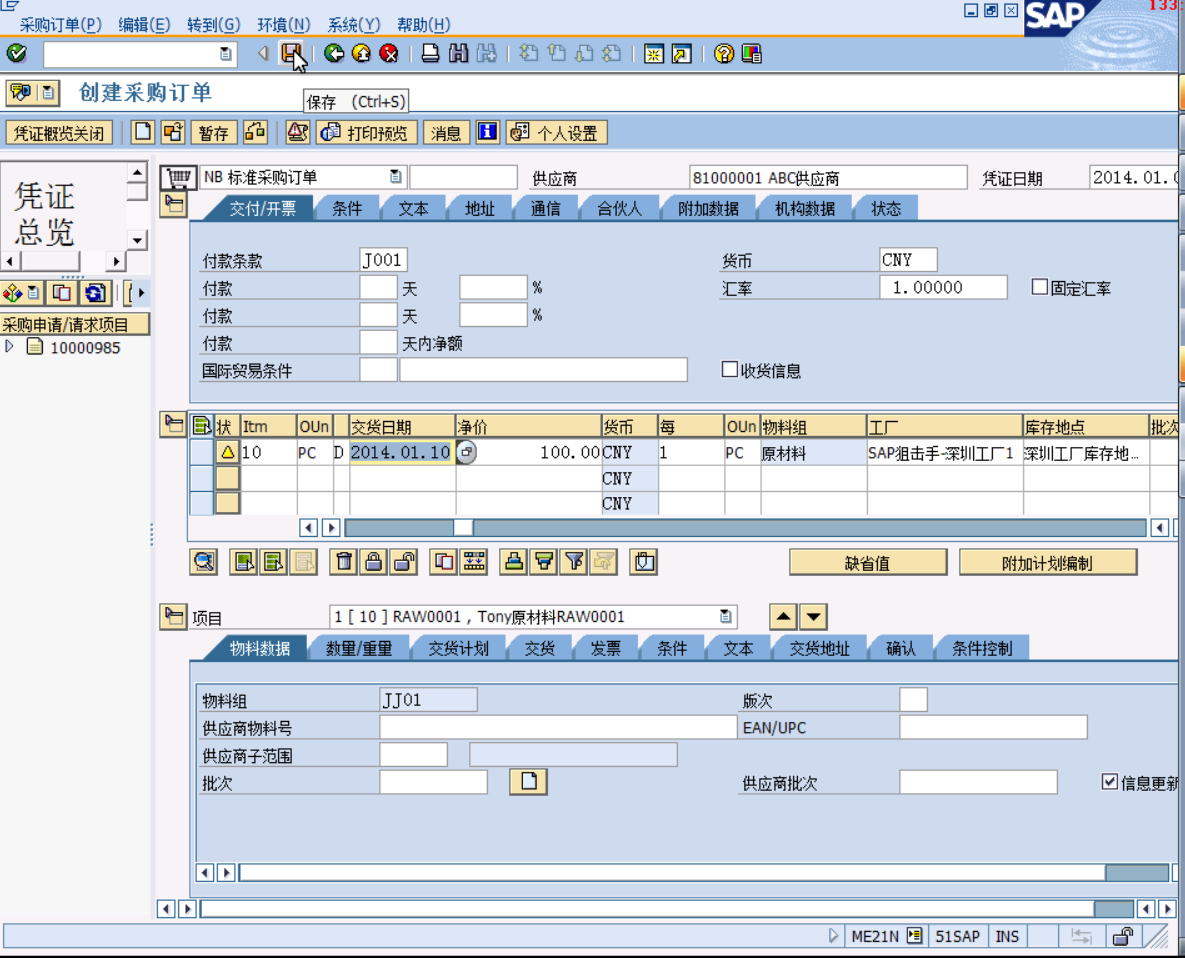 133:
采购订单(P) 编辑(E) 转到(G) 环境(N) 系统(Y) 帮助(H)
SAP
创建采购订单
保存 (Ctrl+S)
凭证概览关闭 暂存 打印预览 消息 个人设置
凭证
总览
NB 标准采购订单 供应商 81000001 ABC供应商 凭证日期 2014.01.0
交付/开票 条件 文本 地址 通信 合伙人 附加数据 机构数据 状态
付款条款 J001 货币 CNY
付款 天 % 汇率 1.00000 固定汇率
付款 天 %
付款 天内净额
国际贸易条件 收货信息
采购申请/请求项目
10000985
状 Itm OUn 交货日期 净价 货币 每 OUn 物料组 工厂 库存地点 批次
10 PC D 2014.01.10 100.00 CNY 1 PC 原材料 SAP狙击手-深圳工厂1 深圳工厂库存地…
CNY
CNY
缺省值 附加计划编制
项目 1 [ 10 ] RAW0001 , Tony原材料RAW0001
物料数据 数量/重量 交货计划 交货 发票 条件 文本 交货地址 确认 条件控制
物料组 JJ01 版次
供应商物料号 EAN/UPC
供应商子范围
批次 供应商批次 信息更新
ME21N 51SAP INS